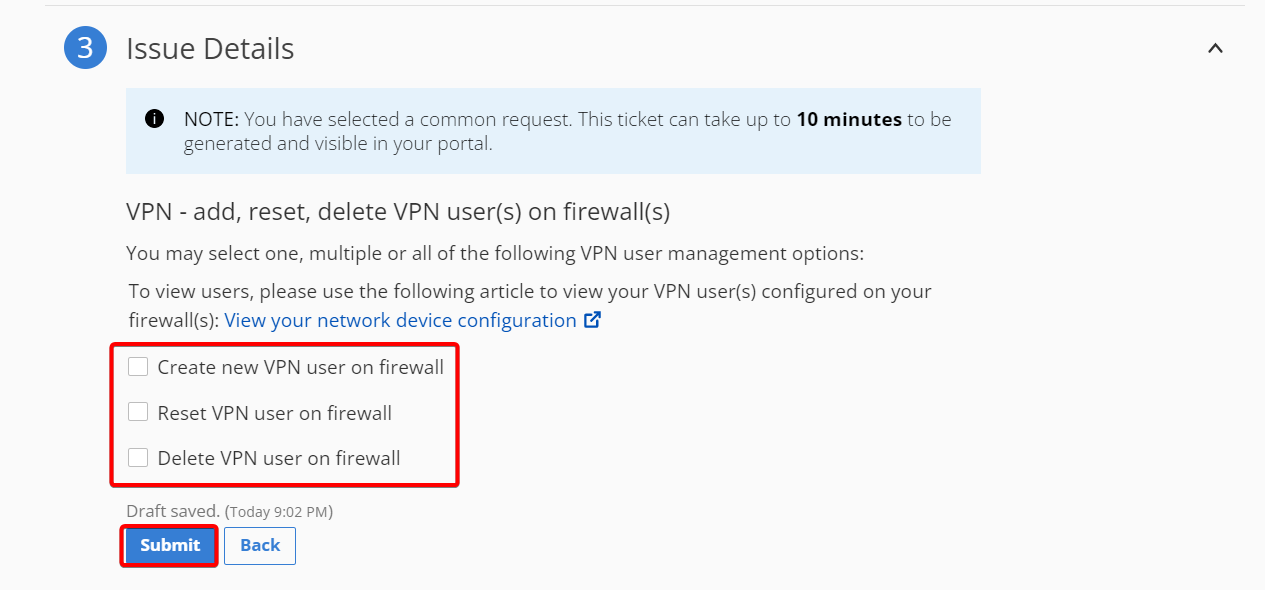 3 Issue Details
NOTE: You have selected a common request. This ticket can take up to 10 minutes to be
generated and visible in your portal.
VPN - add, reset, delete VPN user(s) on firewall(s)
You may select one, multiple or all of the following VPN user management options:
To view users, please use the following article to view your VPN user(s) configured on your
firewall(s): View your network device configuration
Create new VPN user on firewall
Reset VPN user on firewall
Delete VPN user on firewall
Draft saved. (Today 9:02 PM)
Submit Back